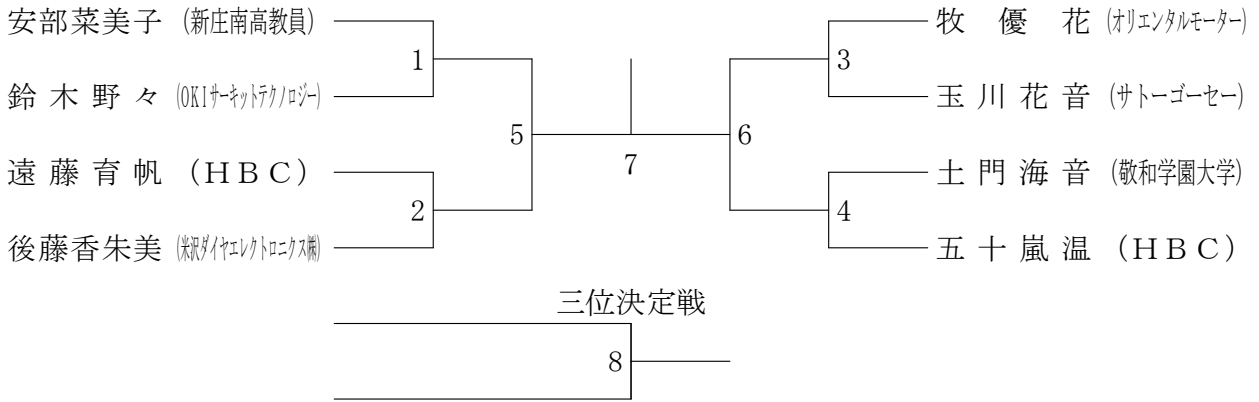 安部菜美子 (新庄南高教員)
1
鈴木野々 (OKIサーキットテクノロジー)
5
遠藤育帆 (HBC)
2
後藤香朱美 (米沢ダイヤエレクトロニクス㈱)
7
牧優花 (オリエンタルモーター)
3
玉川花音 (サトーゴーセー)
6
土門海音 (敬和学園大学)
4
五十嵐温 (HBC)
三位決定戦
8